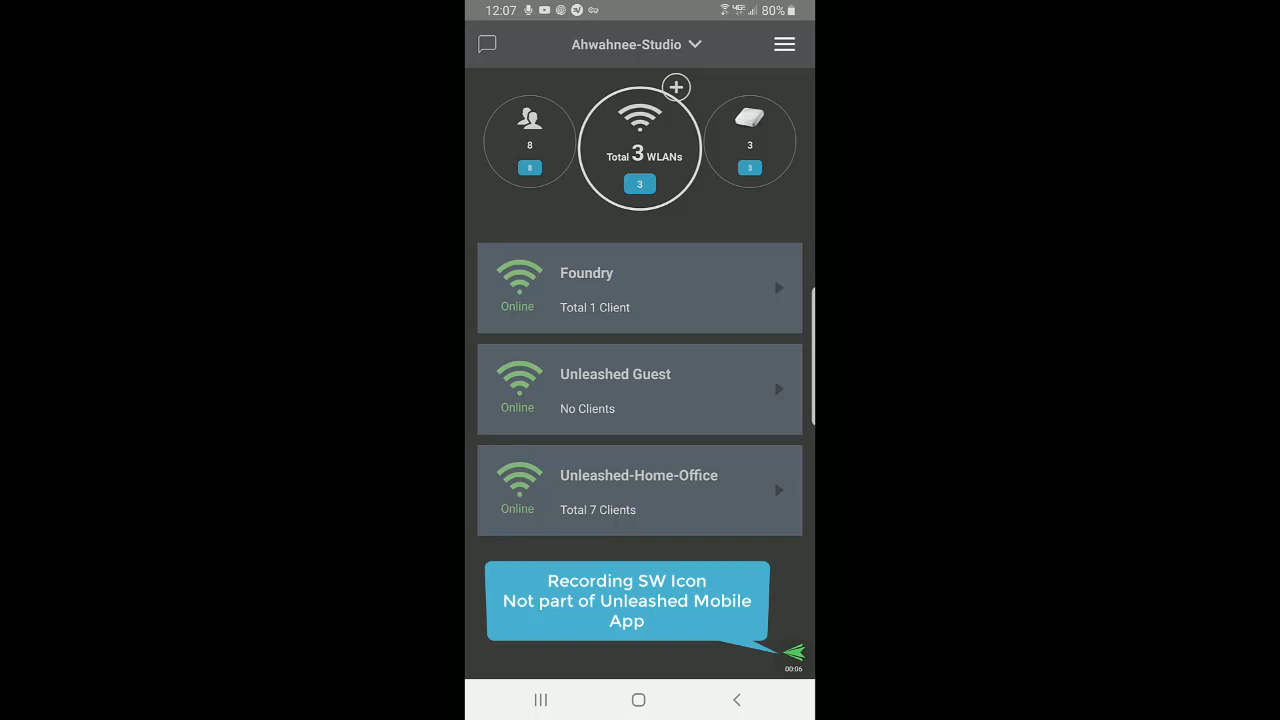 12:07
80%
Ahwahnee-Studio
8
8
Total 3 WLANs
3
3
3
Foundry
Online
Total 1 Client
Unleashed Guest
Online
No Clients
Unleashed-Home-Office
Online
Total 7 Clients
Recording SW Icon
Not part of Unleashed Mobile
App
00:06